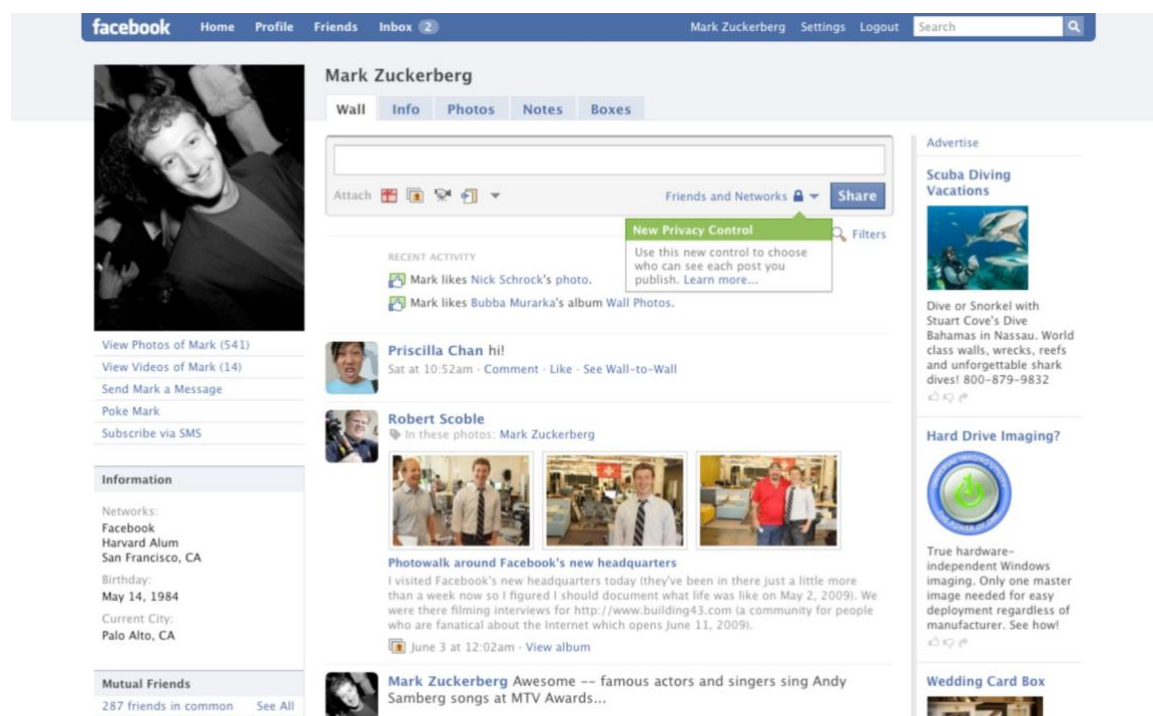 facebook Home Profile Friends Inbox 2 Mark Zuckerberg Settings Logout Search
Mark Zuckerberg
Wall Info Photos Notes Boxes
Attach Friends and Networks Share
New Privacy Control
Use this new control to choose
who can see each post you
publish. Learn more...
Filters
RECENT ACTIVITY
Mark likes Nick Schrock's photo.
Mark likes Bubba Murarka's album Wall Photos.
Priscilla Chan hi!
Sat at 10:52am · Comment · Like · See Wall-to-Wall
Robert Scoble
In these photos: Mark Zuckerberg
Photowalk around Facebook's new headquarters
I visited Facebook's new headquarters today (they've been in there just a little more
than a week now so I figured I should document what life was like on May 2, 2009). We
were there filming interviews for http://www.building43.com (a community for people
who are fanatical about the Internet which opens June 11, 2009).
June 3 at 12:02am · View album
Mark Zuckerberg Awesome -- famous actors and singers sing Andy
Samberg songs at MTV Awards...
View Photos of Mark (541)
View Videos of Mark (14)
Send Mark a Message
Poke Mark
Subscribe via SMS
Information
Networks:
Facebook
Harvard Alum
San Francisco, CA
Birthday:
May 14, 1984
Current City:
Palo Alto, CA
Mutual Friends
287 friends in common See All
Advertise
Scuba Diving
Vacations
Dive or Snorkel with
Stuart Cove's Dive
Bahamas in Nassau. World
class walls, wrecks, reefs
and unforgettable shark
dives! 800-879-9832
Hard Drive Imaging?
UNIVERSAL IMAGING UTILITY
THE POWER OF ONE
True hardware-
independent Windows
imaging. Only one master
image needed for easy
deployment regardless of
manufacturer. See how!
Wedding Card Box